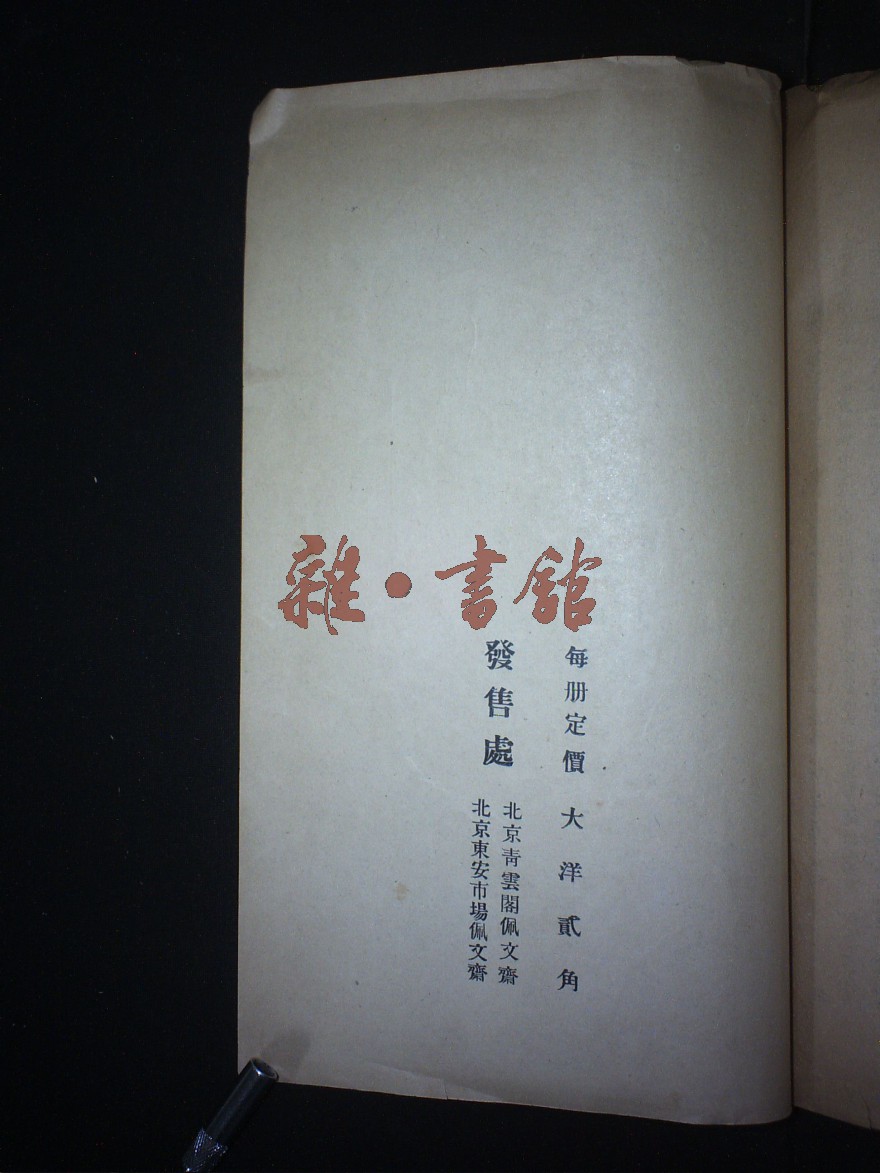 雜·書館
每册定價　大洋貳角
發售處
北京青雲閣佩文齋
北京東安市場佩文齋